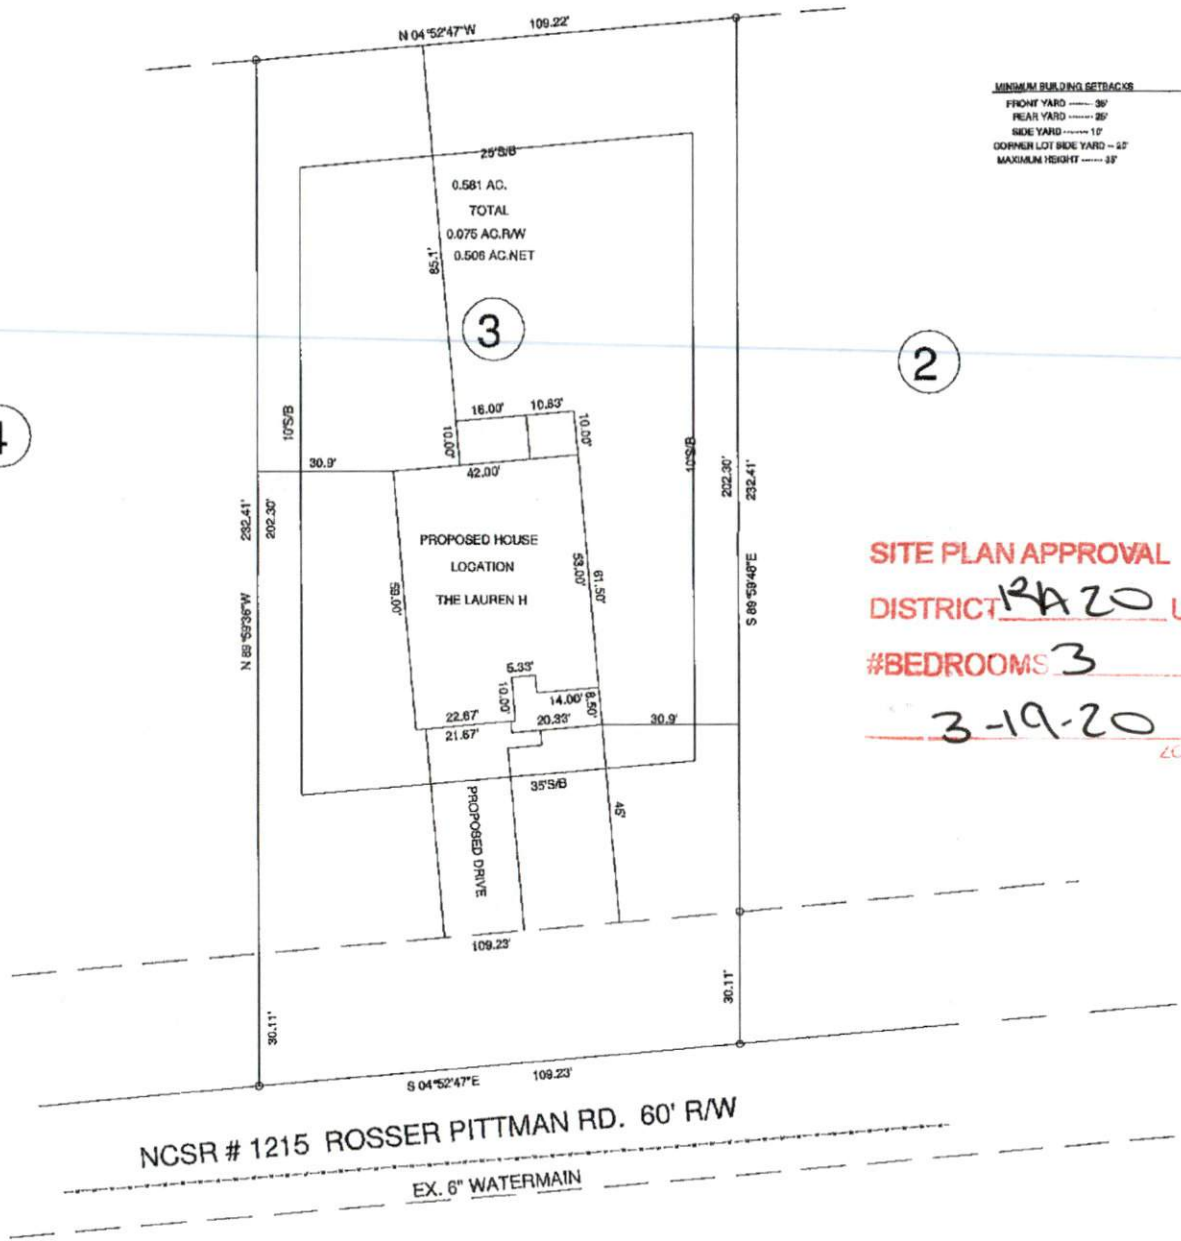 N 04°52'47"W 109.22'
MINIMUM BUILDING SETBACKS
FRONT YARD ------ 35'
REAR YARD ------- 25'
SIDE YARD ------- 10'
CORNER LOT SIDE YARD -- 20'
MAXIMUM HEIGHT ------ 35'
25'S/B
0.581 AC.
TOTAL
0.075 AC.R/W
0.506 AC.NET
85.1'
3
2
4
10'S/B
10'S/B
16.00' 10.83'
10.00'
10.00'
30.9'
42.00'
232.41'
202.30'
202.30'
232.41'
N 89°59'36"W
S 89°59'48"E
PROPOSED HOUSE
LOCATION
THE LAUREN H
59.00'
53.00'
61.50'
SITE PLAN APPROVAL
DISTRICT RA20 U
#BEDROOMS 3
3-19-20
5.33'
10.00'
14.00'
8.50'
22.67'
21.67'
20.33'
30.9'
35'S/B
PROPOSED DRIVE
45'
109.23'
30.11'
30.11'
S 04°52'47"E 109.23'
NCSR # 1215 ROSSER PITTMAN RD. 60' R/W
EX. 6" WATERMAIN